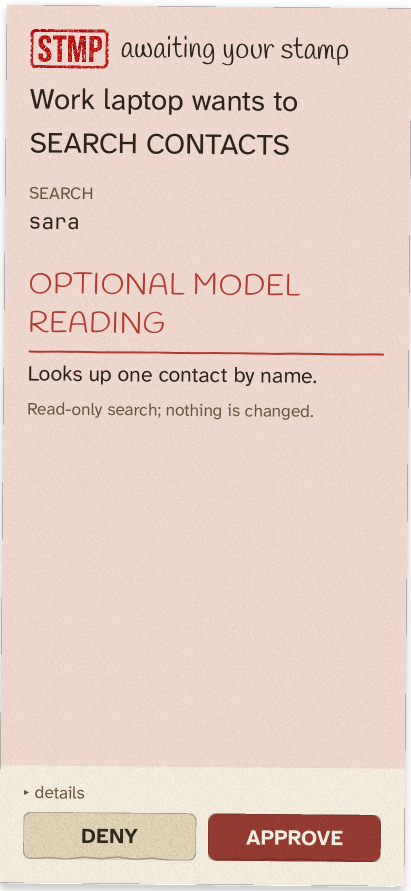 STMP awaiting your stamp
Work laptop wants to
SEARCH CONTACTS
SEARCH
sara
OPTIONAL MODEL
READING
Looks up one contact by name.
Read-only search; nothing is changed.
▸ details
DENY APPROVE